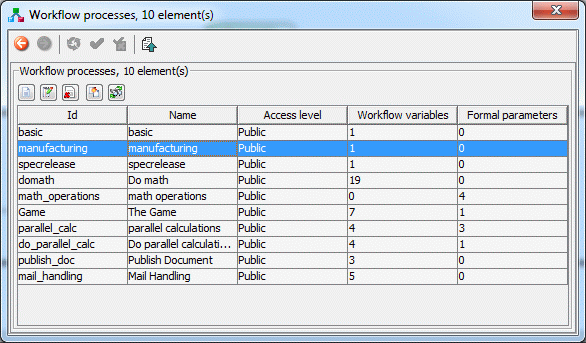 Workflow processes, 10 element(s)
Workflow processes, 10 element(s)
Id Name Access level Workflow variables Formal parameters
basic basic Public 1 0
manufacturing manufacturing Public 1 0
specrelease specrelease Public 1 0
domath Do math Public 19 0
math_operations math operations Public 0 4
Game The Game Public 7 1
parallel_calc parallel calculations Public 4 3
do_parallel_calc Do parallel calculati... Public 4 1
publish_doc Publish Document Public 3 0
mail_handling Mail Handling Public 5 0